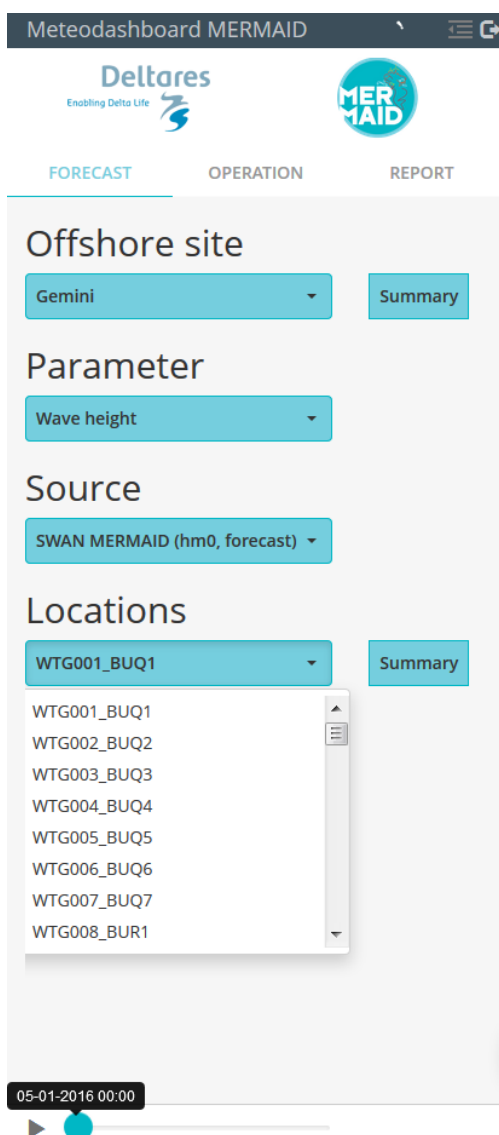 Meteodashboard MERMAID
Deltares
Enabling Delta Life
MER
MAID
FORECAST OPERATION REPORT
Offshore site
Gemini Summary
Parameter
Wave height
Source
SWAN MERMAID (hm0, forecast)
Locations
WTG001_BUQ1 Summary
WTG001_BUQ1
WTG002_BUQ2
WTG003_BUQ3
WTG004_BUQ4
WTG005_BUQ5
WTG006_BUQ6
WTG007_BUQ7
WTG008_BUR1
05-01-2016 00:00